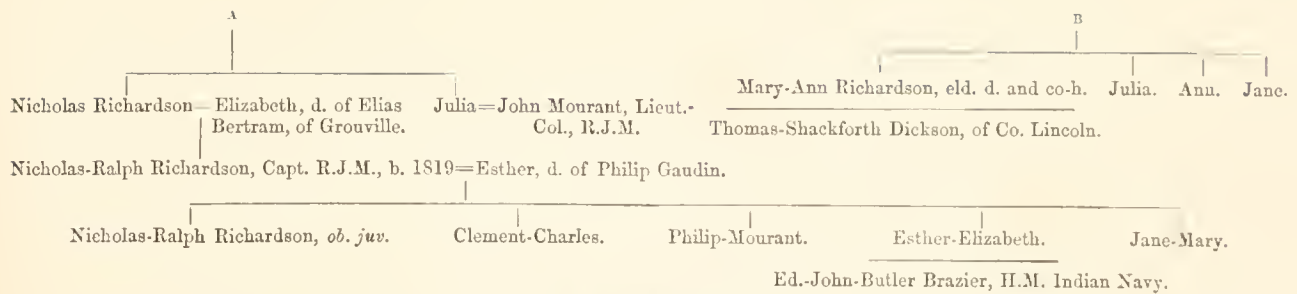 A
B
Mary-Ann Richardson, eld. d. and co-h. Julia. Ann. Jane.
Nicholas Richardson=Elizabeth, d. of Elias Julia=John Mourant, Lieut.-
Bertram, of Grouville. Col., R.J.M.
Thomas-Shackforth Dickson, of Co. Lincoln.
Nicholas-Ralph Richardson, Capt. R.J.M., b. 1819=Esther, d. of Philip Gaudin.
Nicholas-Ralph Richardson, ob. juv. Clement-Charles. Philip-Mourant. Esther-Elizabeth. Jane-Mary.
Ed.-John-Butler Brazier, H.M. Indian Navy.